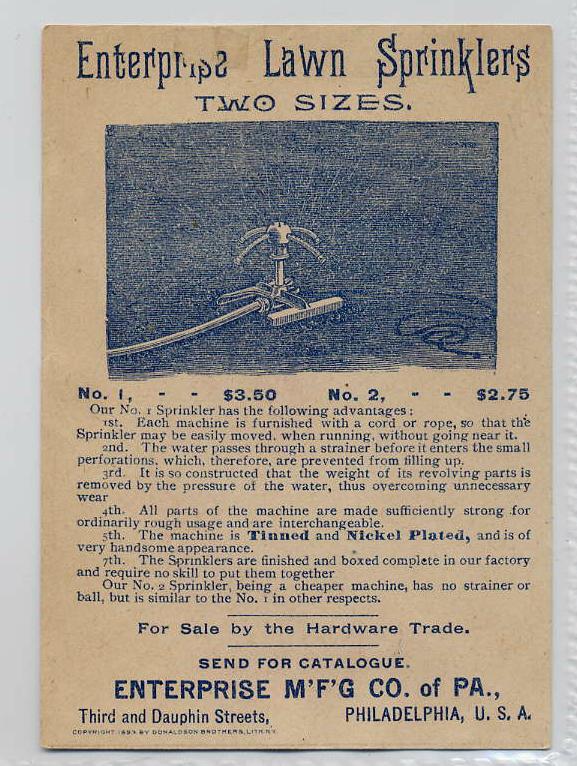 Enterprise Lawn Sprinklers
TWO SIZES.
No. 1, - - $3.50 No. 2, - - $2.75
Our No. 1 Sprinkler has the following advantages:
1st. Each machine is furnished with a cord or rope, so that the
Sprinkler may be easily moved, when running, without going near it.
2nd. The water passes through a strainer before it enters the small
perforations, which, therefore, are prevented from filling up.
3rd. It is so constructed that the weight of its revolving parts is
removed by the pressure of the water, thus overcoming unnecessary
wear
4th. All parts of the machine are made sufficiently strong for
ordinarily rough usage and are interchangeable.
5th. The machine is Tinned and Nickel Plated, and is of
very handsome appearance.
7th. The Sprinklers are finished and boxed complete in our factory
and require no skill to put them together
Our No. 2 Sprinkler, being a cheaper machine, has no strainer or
ball, but is similar to the No. 1 in other respects.
For Sale by the Hardware Trade.
SEND FOR CATALOGUE.
ENTERPRISE M'F'G CO. of PA.,
Third and Dauphin Streets, PHILADELPHIA, U. S. A.
COPYRIGHT BY DONALDSON BROTHERS, LITH. N.Y.